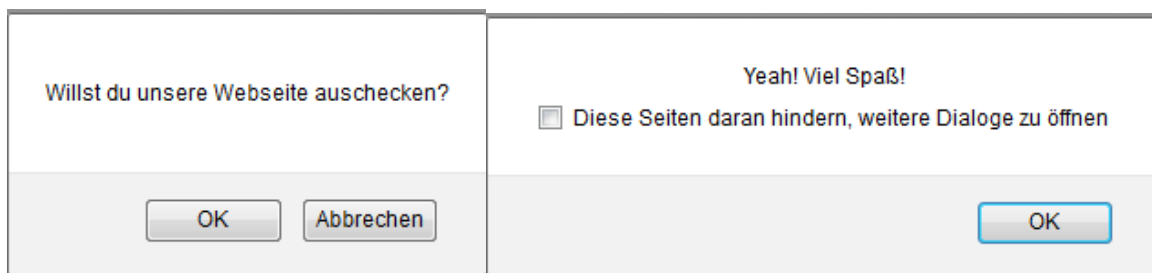 Willst du unsere Webseite auschecken?
OK
Abbrechen
Yeah! Viel Spaß!
Diese Seiten daran hindern, weitere Dialoge zu öffnen
OK